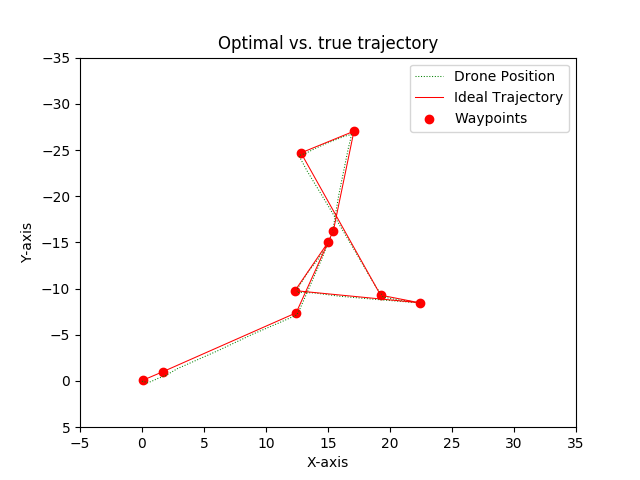 Optimal vs. true trajectory
Drone Position
Ideal Trajectory
Waypoints
Y-axis
−35
−30
−25
−20
−15
−10
−5
0
5
−5 0 5 10 15 20 25 30 35
X-axis